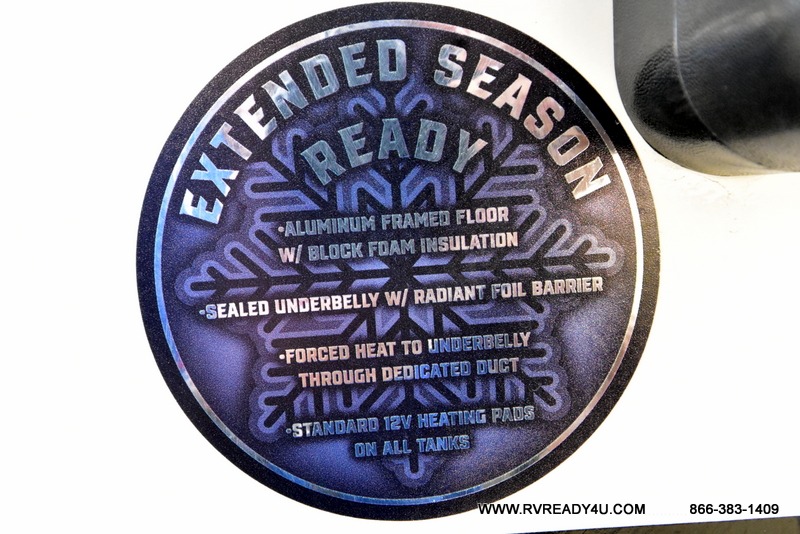 EXTENDED SEASON
READY
•ALUMINUM FRAMED FLOOR
W/ BLOCK FOAM INSULATION
•SEALED UNDERBELLY W/ RADIANT FOIL BARRIER
•FORCED HEAT TO UNDERBELLY
THROUGH DEDICATED DUCT
•STANDARD 12V HEATING PADS
ON ALL TANKS
WWW.RVREADY4U.COM 866-383-1409